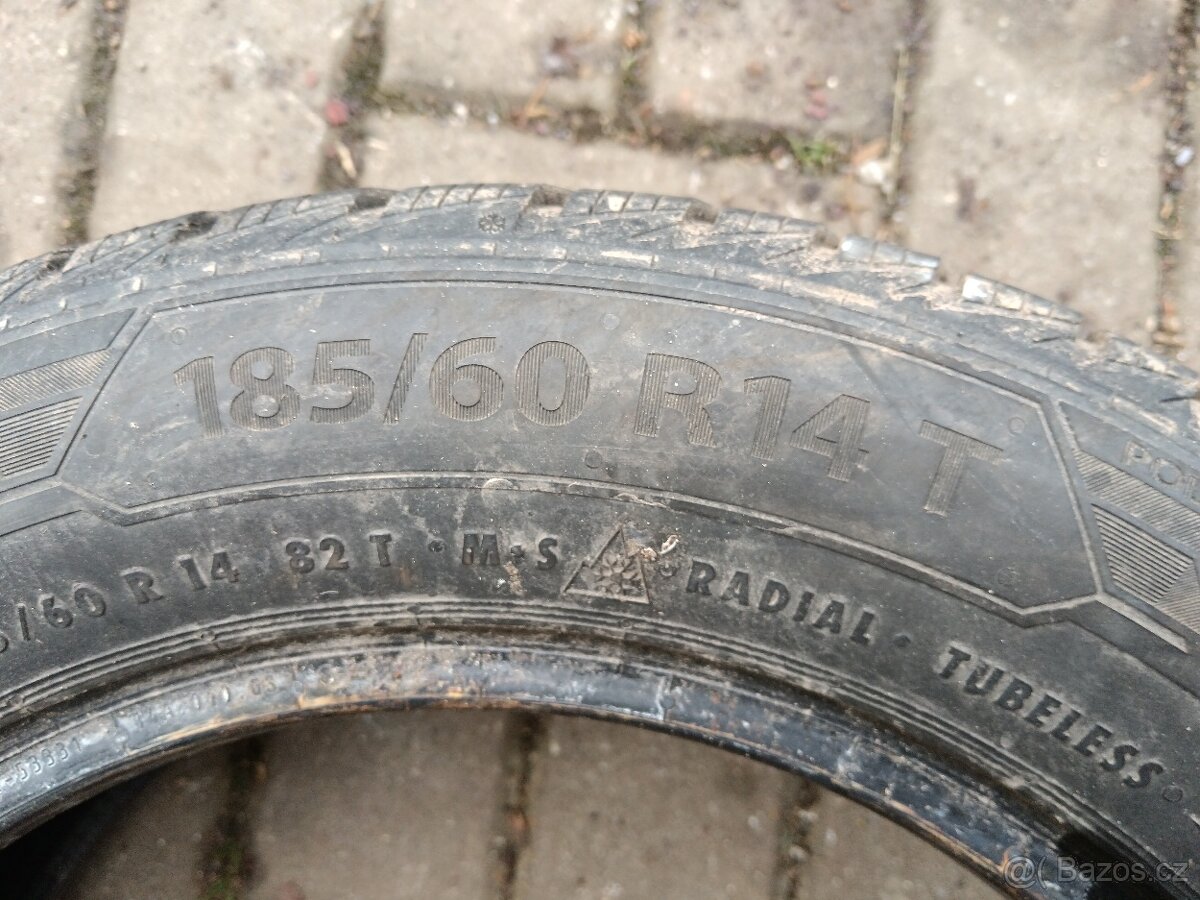 185/60 R14 T
/60 R 14 82 T • M+S • RADIAL • TUBELESS •
Bazos.cz